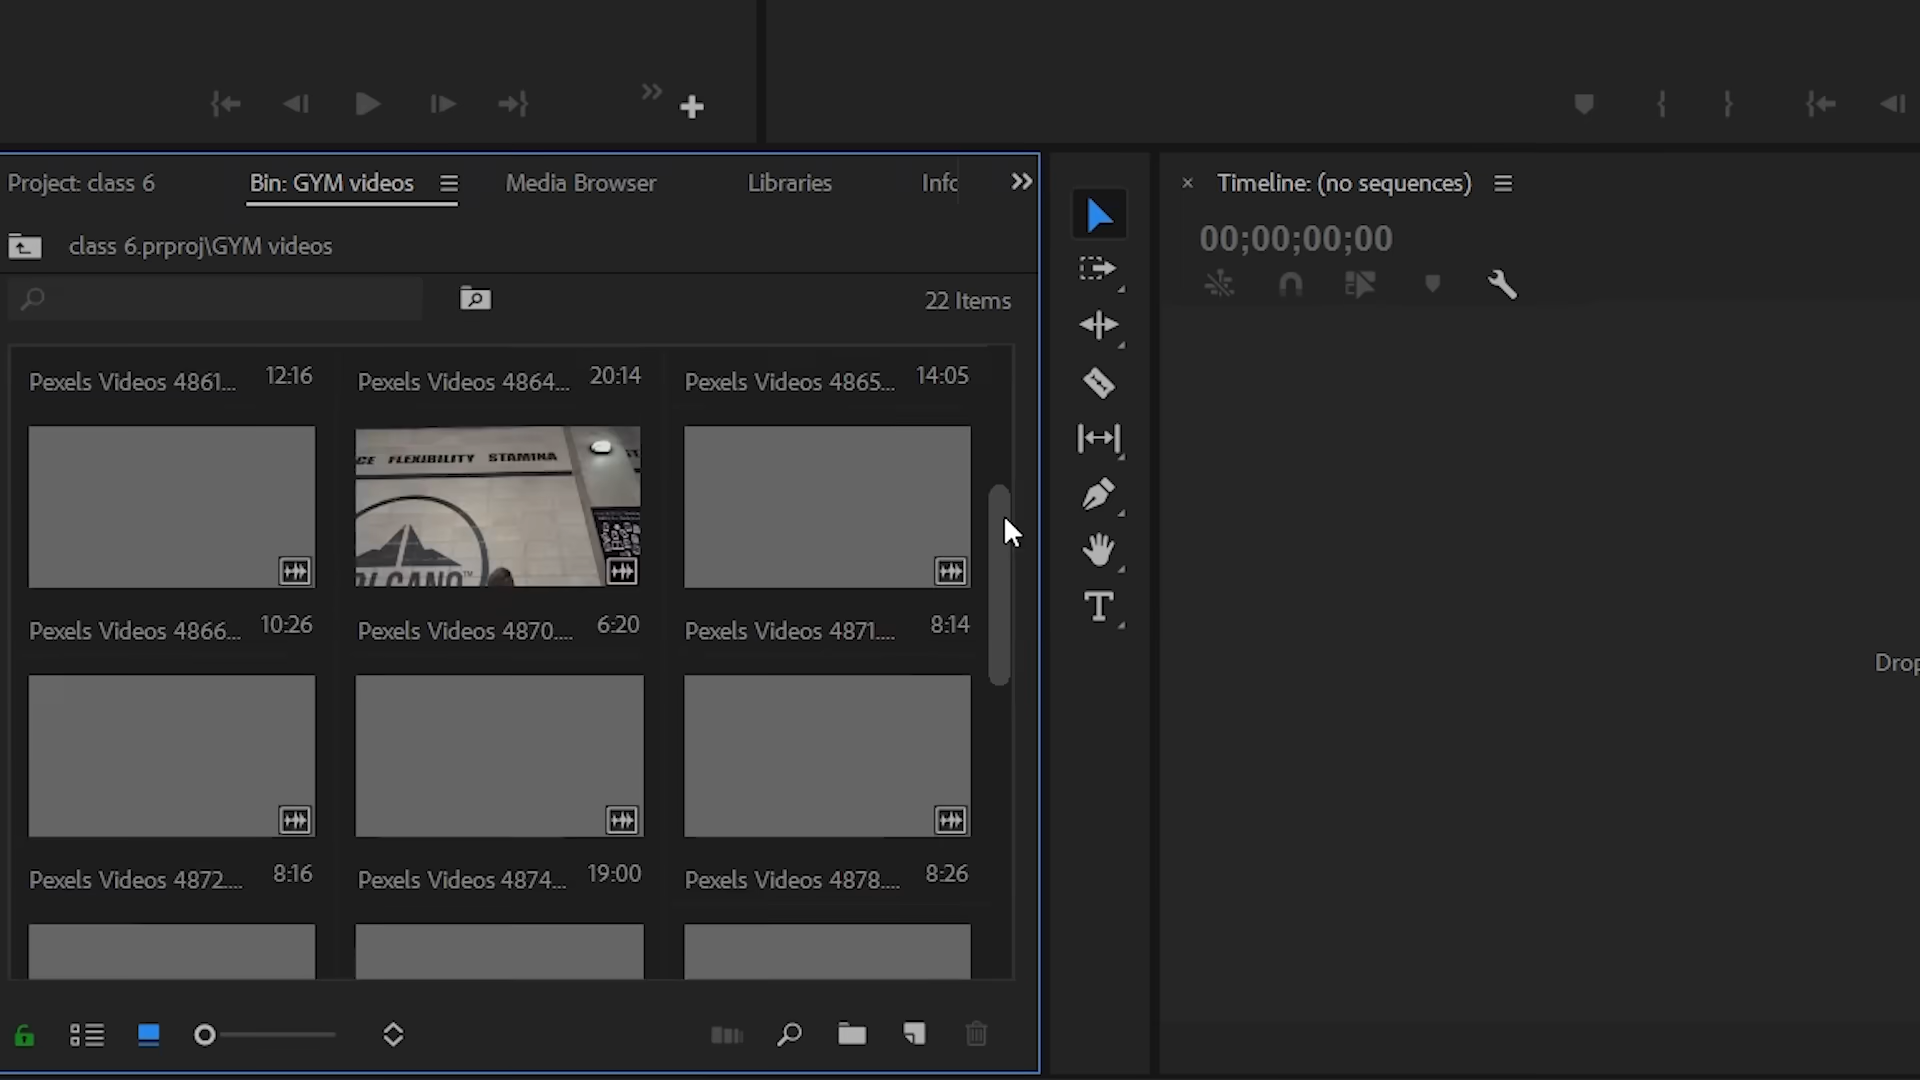 Project: class 6
Bin: GYM videos
Media Browser
Libraries
Info
Timeline: (no sequences)
class 6.prproj\GYM videos
00;00;00;00
22 Items
Pexels Videos 4861... 12:16
Pexels Videos 4864... 20:14
Pexels Videos 4865... 14:05
CE FLEXIBILITY STAMINA
LCANO™
Pexels Videos 4866... 10:26
Pexels Videos 4870.... 6:20
Pexels Videos 4871.... 8:14
Drop
Pexels Videos 4872.... 8:16
Pexels Videos 4874... 19:00
Pexels Videos 4878.... 8:26